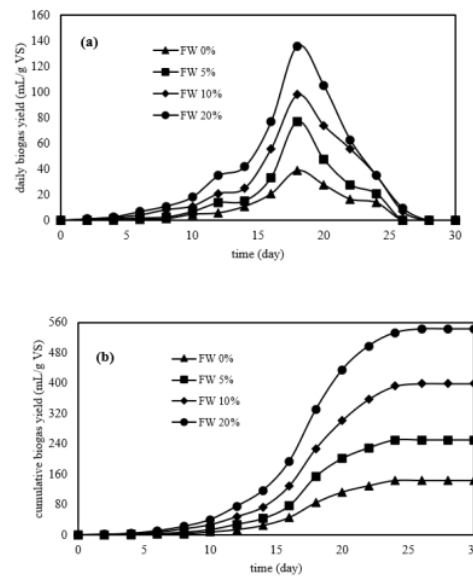 160
140
120
100
80
60
40
20
0
daily biogas yield (mL/g VS)
(a)
FW 0%
FW 5%
FW 10%
FW 20%
0 5 10 15 20 25 30
time (day)
560
480
400
320
240
160
80
0
cumulative biogas yield (mL/g VS)
(b)
FW 0%
FW 5%
FW 10%
FW 20%
0 5 10 15 20 25
time (day)